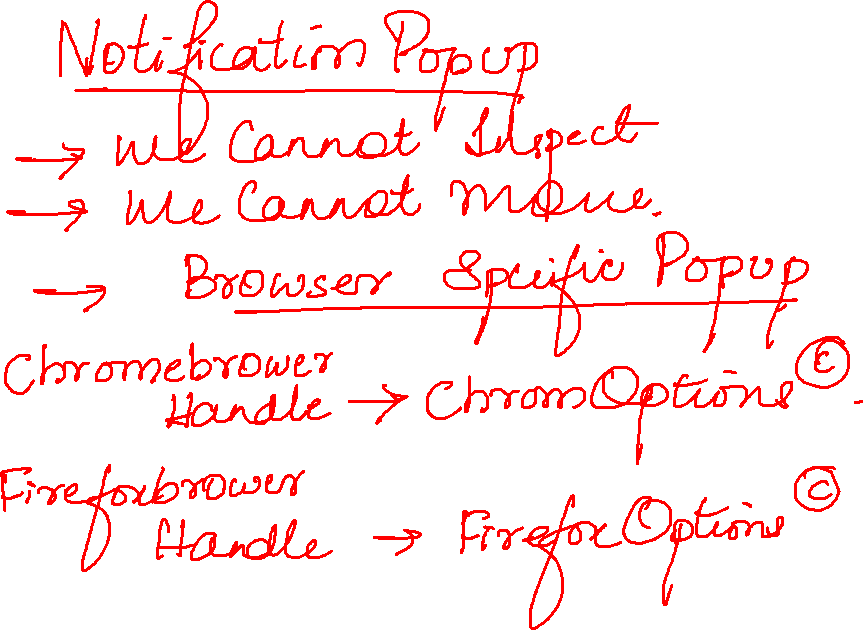 Notification Popup
→ We Cannot Inspect
→ We Cannot Move.
→ Browser Specific Popup
Chromebrower
Handle → ChromOptions Ⓒ.
Firefoxbrower
Handle → FirefoxOptions Ⓒ